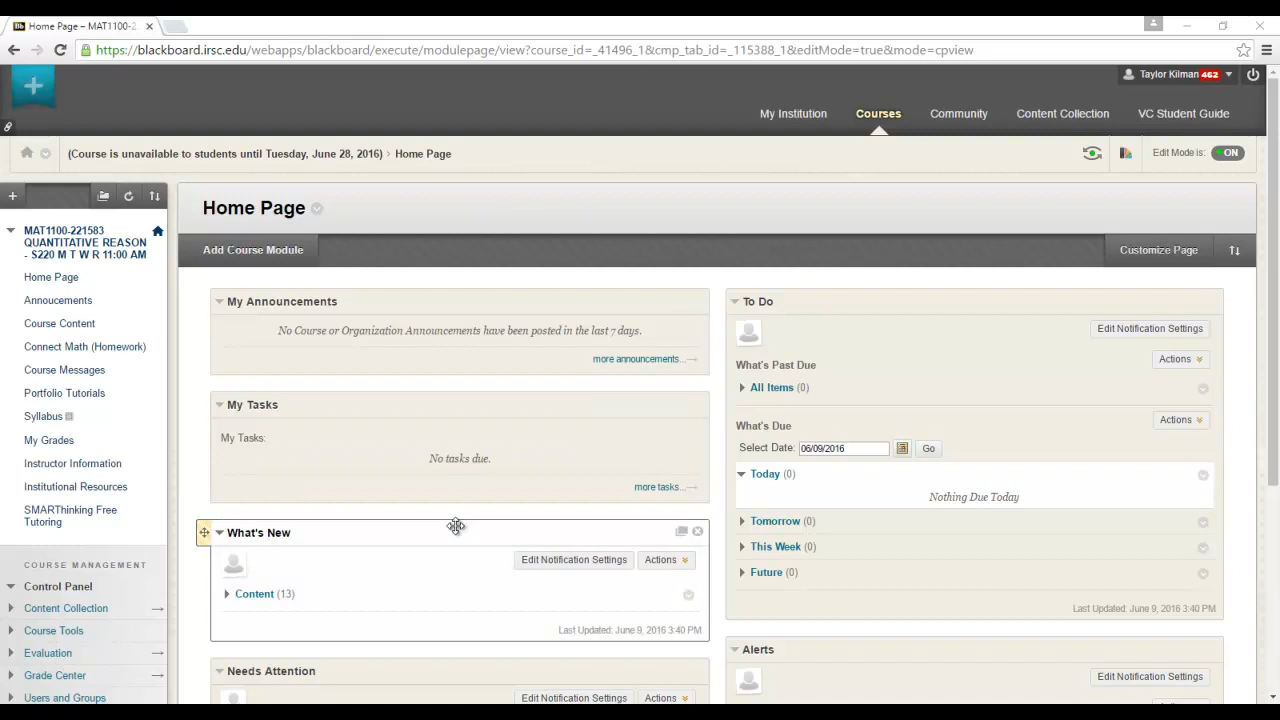 Home Page – MAT1100-2
https://blackboard.irsc.edu/webapps/blackboard/execute/modulepage/view?course_id=_41496_1&cmp_tab_id=_115388_1&editMode=true&mode=cpview
Taylor Kilman 462
My Institution Courses Community Content Collection VC Student Guide
(Course is unavailable to students until Tuesday, June 28, 2016) › Home Page
Edit Mode is: ON
MAT1100-221583
QUANTITATIVE REASON
- S220 M T W R 11:00 AM
Home Page
Annoucements
Course Content
Connect Math (Homework)
Course Messages
Portfolio Tutorials
Syllabus
My Grades
Instructor Information
Institutional Resources
SMARThinking Free
Tutoring
COURSE MANAGEMENT
Control Panel
Content Collection
Course Tools
Evaluation
Grade Center
Users and Groups
Home Page
Add Course Module
Customize Page
My Announcements
No Course or Organization Announcements have been posted in the last 7 days.
more announcements...
My Tasks
My Tasks:
No tasks due.
more tasks...
What's New
Edit Notification Settings Actions
Content (13)
Last Updated: June 9, 2016 3:40 PM
Needs Attention
Edit Notification Settings Actions
To Do
Edit Notification Settings
Actions
What's Past Due
All Items (0)
Actions
What's Due
Select Date: 06/09/2016 Go
Today (0)
Nothing Due Today
Tomorrow (0)
This Week (0)
Future (0)
Last Updated: June 9, 2016 3:40 PM
Alerts
Edit Notification Settings